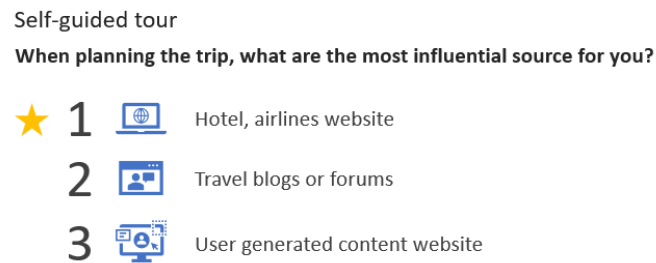 Self-guided tour
When planning the trip, what are the most influential source for you?
1 Hotel, airlines website
2 Travel blogs or forums
3 User generated content website